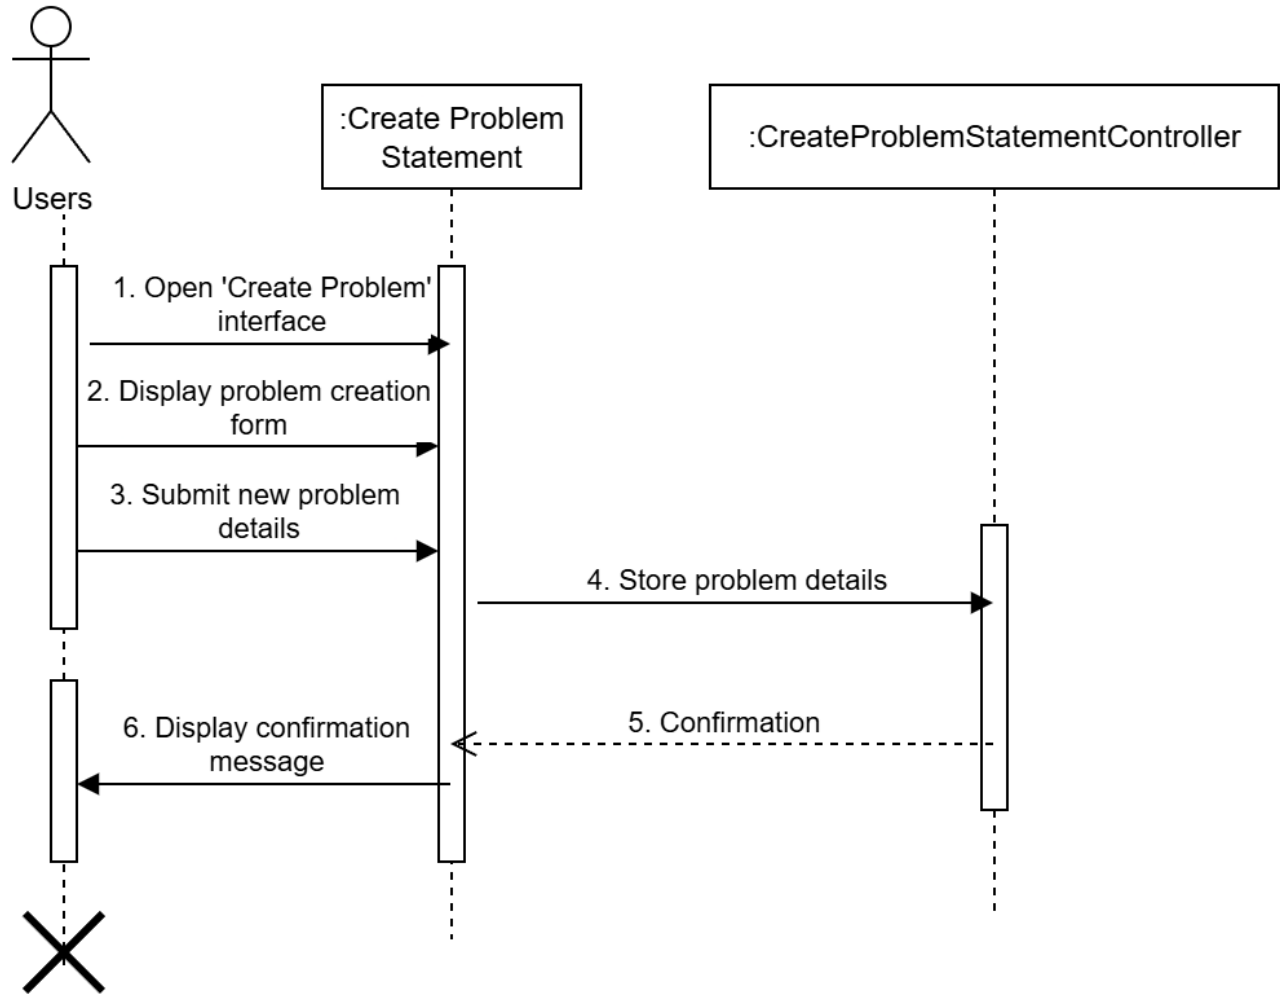 :Create Problem
Statement
:CreateProblemStatementController
Users
1. Open 'Create Problem'
interface
2. Display problem creation
form
3. Submit new problem
details
4. Store problem details
5. Confirmation
6. Display confirmation
message